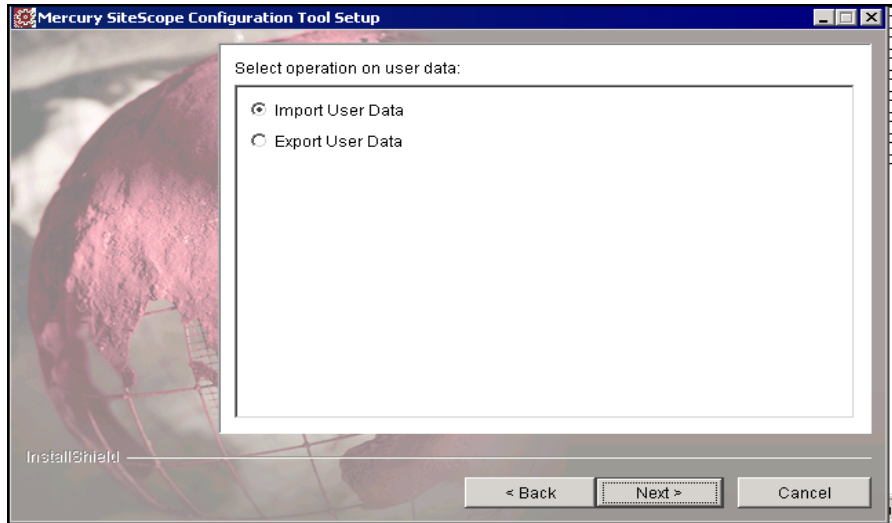 Mercury SiteScope Configuration Tool Setup
Select operation on user data:
Import User Data
Export User Data
InstallShield
< Back Next > Cancel